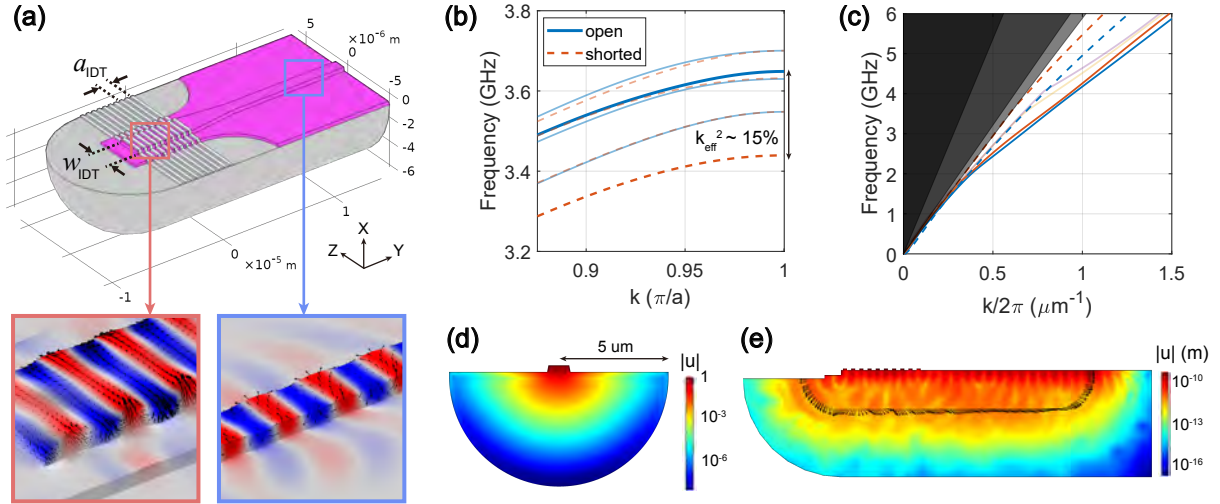 (a)
a_IDT
w_IDT
5
×10⁻⁶ m
0
-5
0
-2
-4
-6
1
0
×10⁻⁵ m
-1
X
Z
Y
(b)
Frequency (GHz)
3.8
3.6
3.4
3.2
open
shorted
k_eff² ~ 15%
0.9
0.95
1
k (π/a)
(c)
Frequency (GHz)
6
5
4
3
2
1
0
0
0.5
1
1.5
k/2π (μm⁻¹)
(d)
5 um
|u|
1
10⁻³
10⁻⁶
(e)
|u| (m)
10⁻¹⁰
10⁻¹³
10⁻¹⁶